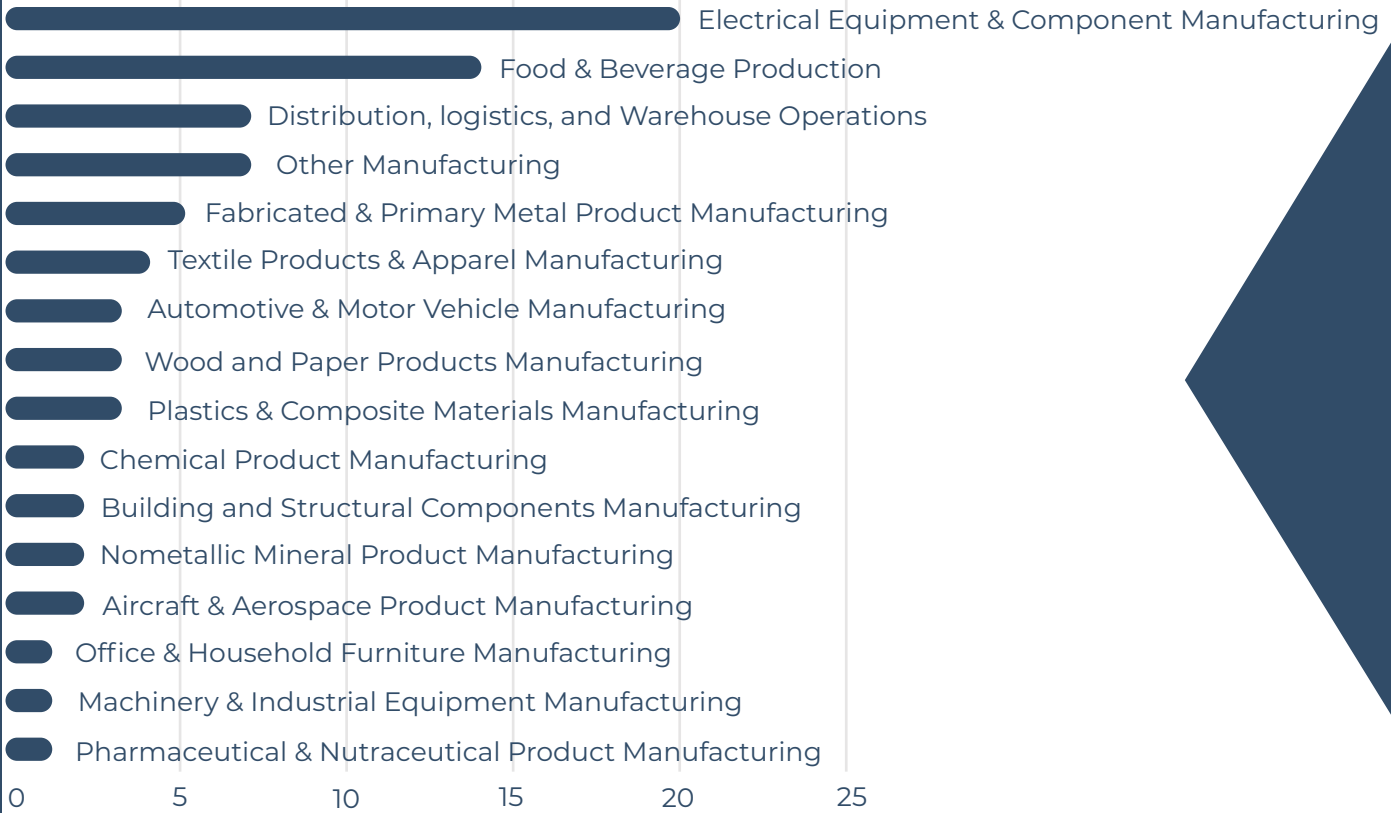 Electrical Equipment & Component Manufacturing
Food & Beverage Production
Distribution, logistics, and Warehouse Operations
Other Manufacturing
Fabricated & Primary Metal Product Manufacturing
Textile Products & Apparel Manufacturing
Automotive & Motor Vehicle Manufacturing
Wood and Paper Products Manufacturing
Plastics & Composite Materials Manufacturing
Chemical Product Manufacturing
Building and Structural Components Manufacturing
Nometallic Mineral Product Manufacturing
Aircraft & Aerospace Product Manufacturing
Office & Household Furniture Manufacturing
Machinery & Industrial Equipment Manufacturing
Pharmaceutical & Nutraceutical Product Manufacturing
0 5 10 15 20 25